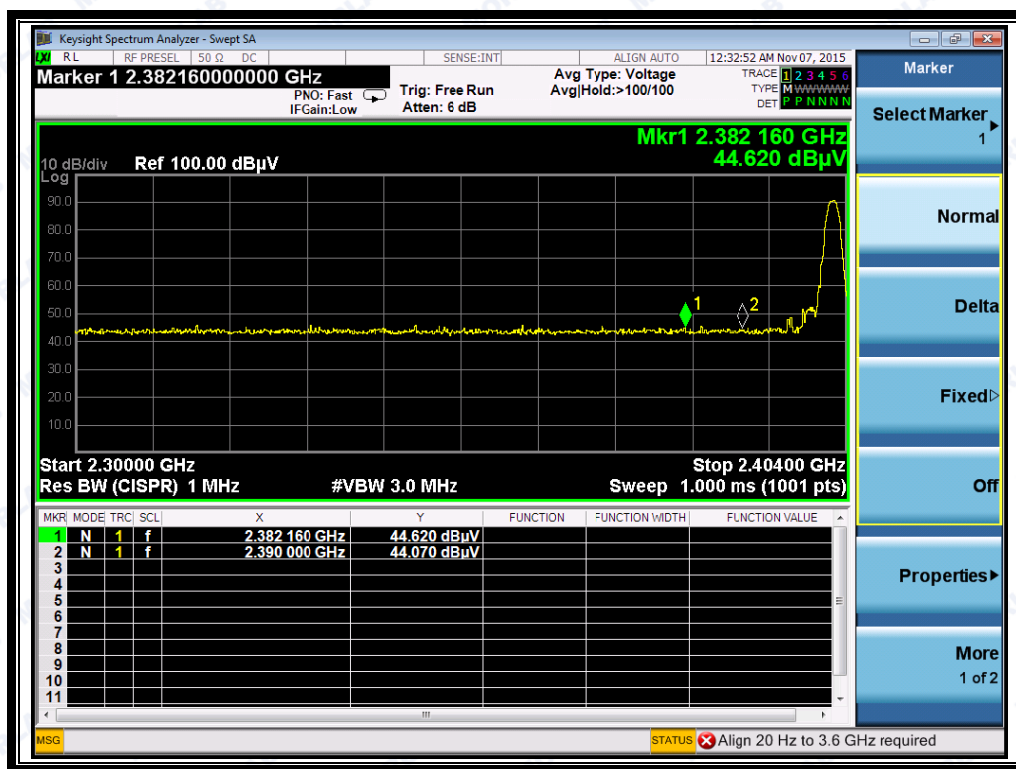 Keysight Spectrum Analyzer - Swept SA
LXI RL RF PRESEL 50 Ω DC SENSE:INT ALIGN AUTO 12:32:52 AM Nov 07, 2015
Marker 1 2.382160000000 GHz
PNO: Fast
IFGain:Low
Trig: Free Run
Atten: 6 dB
Avg Type: Voltage
Avg|Hold:>100/100
TRACE 1 2 3 4 5 6
TYPE M WWWWW
DET P P N N N N
Mkr1 2.382 160 GHz
44.620 dBµV
10 dB/div Ref 100.00 dBµV
Log
90.0
80.0
70.0
60.0
50.0
40.0
30.0
20.0
10.0
1
2
Start 2.30000 GHz Stop 2.40400 GHz
Res BW (CISPR) 1 MHz #VBW 3.0 MHz Sweep 1.000 ms (1001 pts)
MKR MODE TRC SCL X Y FUNCTION FUNCTION WIDTH FUNCTION VALUE
1 N 1 f 2.382 160 GHz 44.620 dBµV
2 N 1 f 2.390 000 GHz 44.070 dBµV
3
4
5
6
7
8
9
10
11
MSG STATUS Align 20 Hz to 3.6 GHz required
Marker
Select Marker
1
Normal
Delta
Fixed
Off
Properties
More
1 of 2